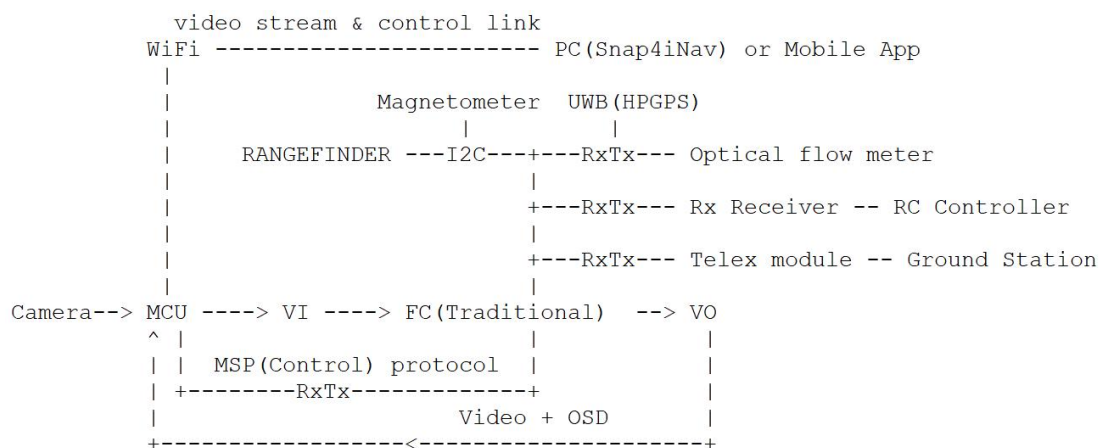 video stream & control link
WiFi -------------------------- PC(Snap4iNav) or Mobile App
|
| Magnetometer UWB(HPGPS)
| | |
| RANGEFINDER ---I2C---+---RxTx--- Optical flow meter
| |
| +---RxTx--- Rx Receiver -- RC Controller
| |
| +---RxTx--- Telex module -- Ground Station
| |
Camera--> MCU ----> VI ----> FC(Traditional) --> VO
^ | | |
| | MSP(Control) protocol | |
| +--------RxTx-------------+ |
| Video + OSD |
+-----------------<-------------------+